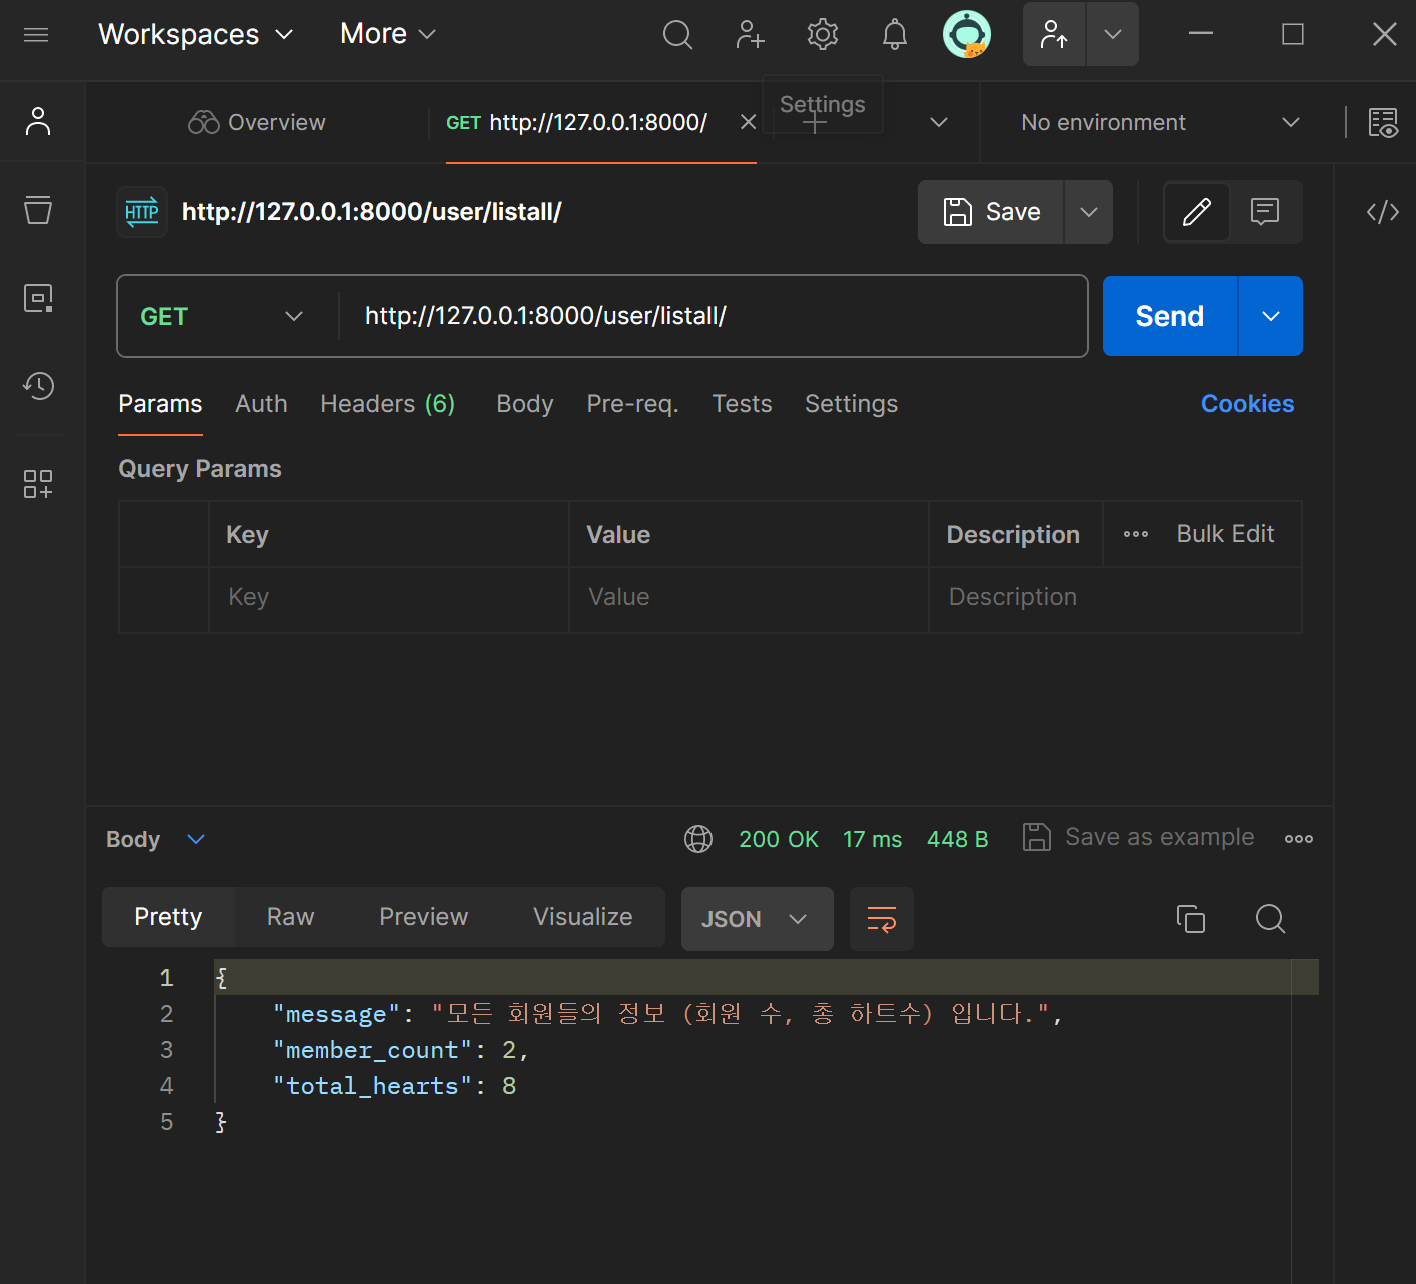 Workspaces More
Settings
Overview GET http://127.0.0.1:8000/ No environment
HTTP http://127.0.0.1:8000/user/listall/ Save
GET http://127.0.0.1:8000/user/listall/ Send
Params Auth Headers (6) Body Pre-req. Tests Settings Cookies
Query Params
Key Value Description Bulk Edit
Key Value Description
Body 200 OK 17 ms 448 B Save as example
Pretty Raw Preview Visualize JSON
1 {
2 "message": "모든 회원들의 정보 (회원 수, 총 하트수) 입니다.",
3 "member_count": 2,
4 "total_hearts": 8
5 }